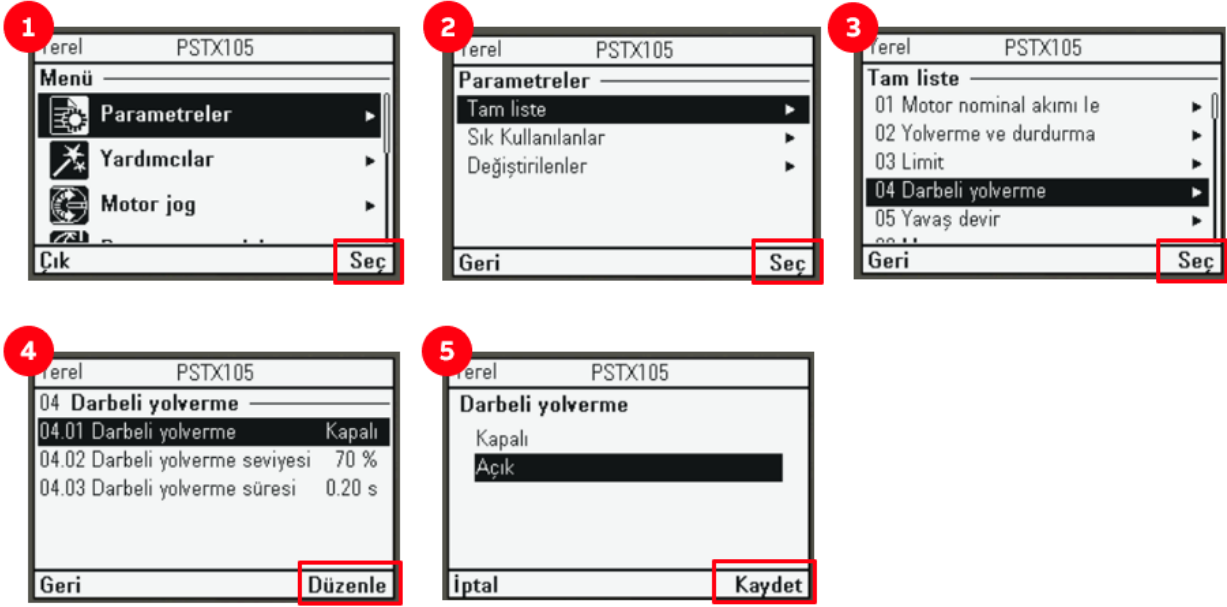 1
Yerel PSTX105
Menü
Parametreler
Yardımcılar
Motor jog
Çık Seç
2
Yerel PSTX105
Parametreler
Tam liste
Sık Kullanılanlar
Değiştirilenler
Geri Seç
3
Yerel PSTX105
Tam liste
01 Motor nominal akımı Ie
02 Yolverme ve durdurma
03 Limit
04 Darbeli yolverme
05 Yavaş devir
Geri Seç
4
Yerel PSTX105
04 Darbeli yolverme
04.01 Darbeli yolverme Kapalı
04.02 Darbeli yolverme seviyesi 70 %
04.03 Darbeli yolverme süresi 0.20 s
Geri Düzenle
5
Yerel PSTX105
Darbeli yolverme
Kapalı
Açık
İptal Kaydet